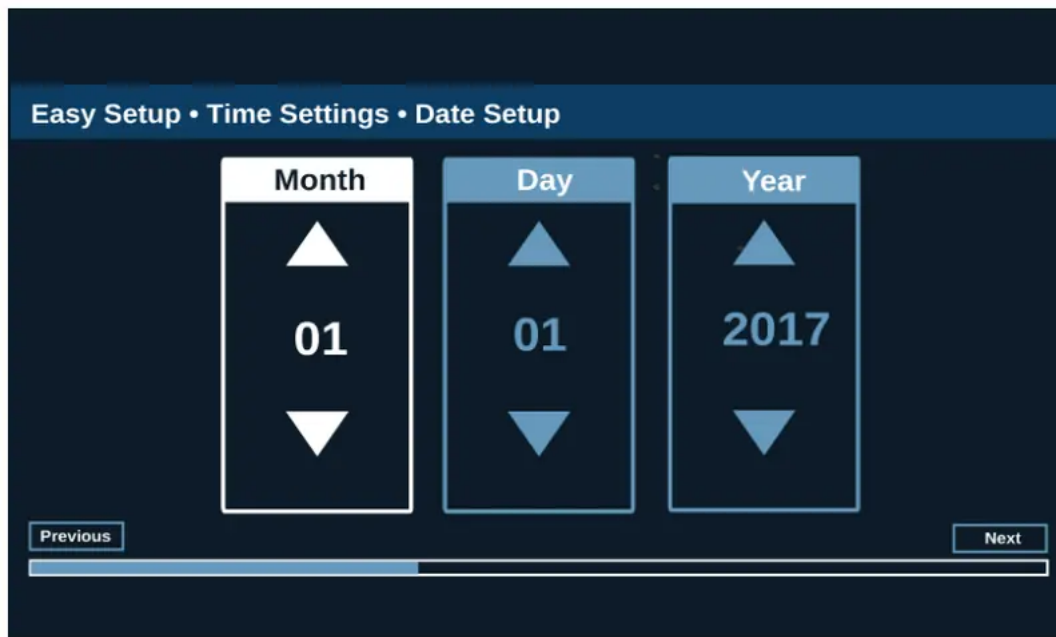 Easy Setup • Time Settings • Date Setup
Month Day Year
01 01 2017
Previous Next